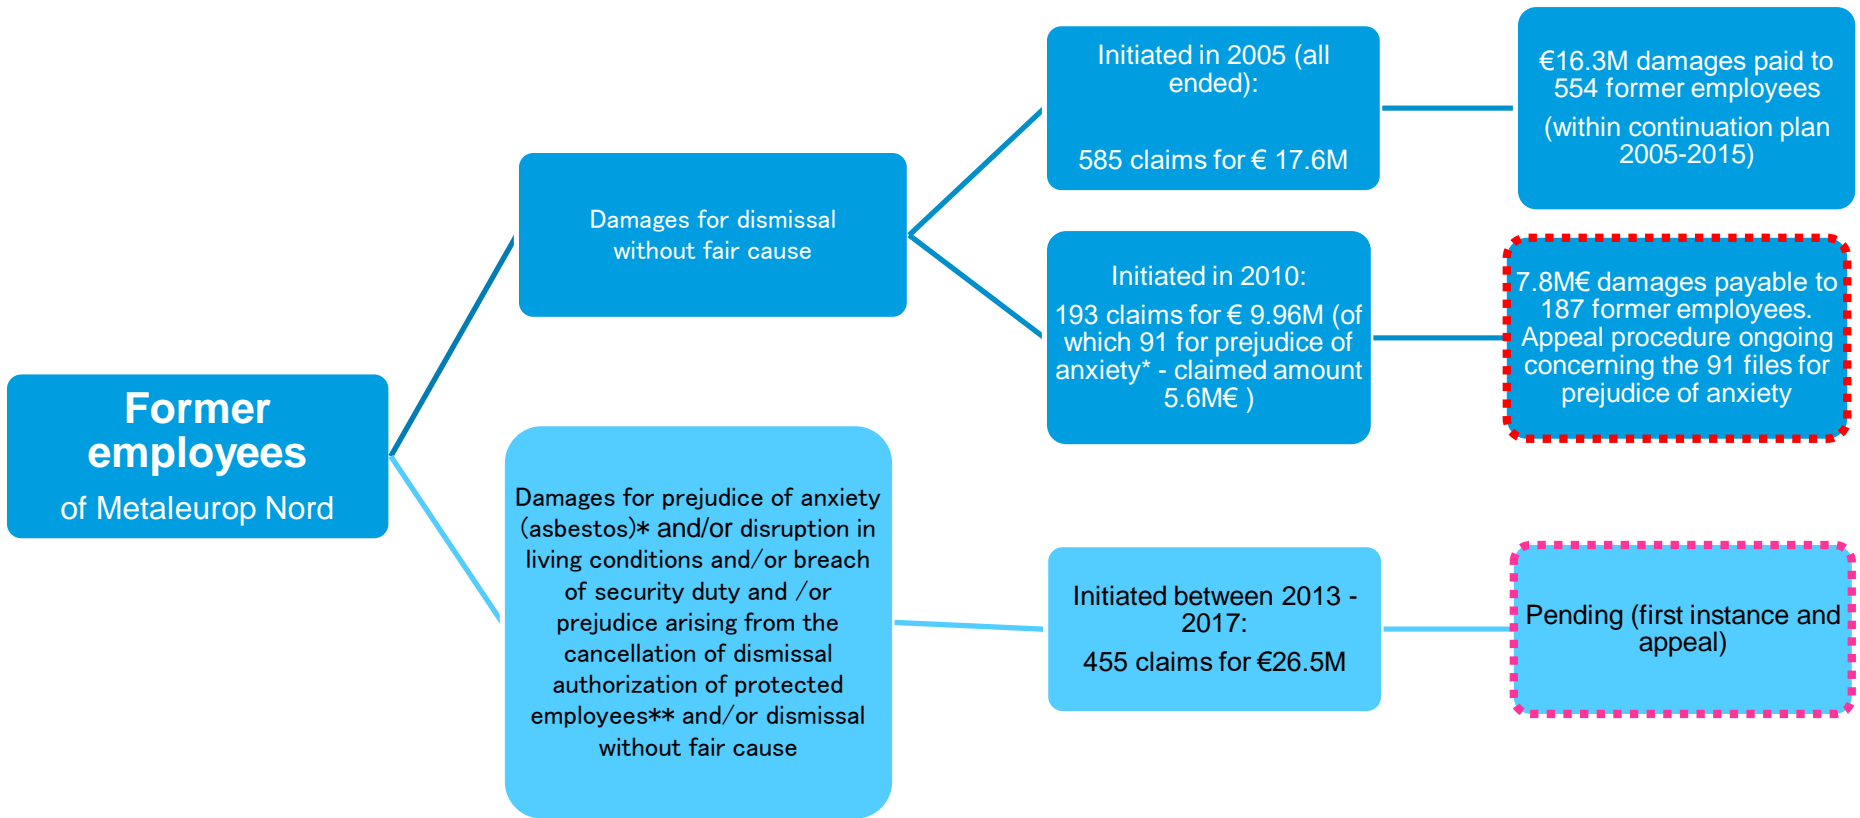 Former
employees
of Metaleurop Nord
Damages for dismissal
without fair cause
Initiated in 2005 (all
ended):
585 claims for € 17.6M
€16.3M damages paid to
554 former employees
(within continuation plan
2005-2015)
Initiated in 2010:
193 claims for € 9.96M (of
which 91 for prejudice of
anxiety* - claimed amount
5.6M€ )
7.8M€ damages payable to
187 former employees.
Appeal procedure ongoing
concerning the 91 files for
prejudice of anxiety
Damages for prejudice of anxiety
(asbestos)* and/or disruption in
living conditions and/or breach
of security duty and /or
prejudice arising from the
cancellation of dismissal
authorization of protected
employees** and/or dismissal
without fair cause
Initiated between 2013 -
2017:
455 claims for €26.5M
Pending (first instance and
appeal)